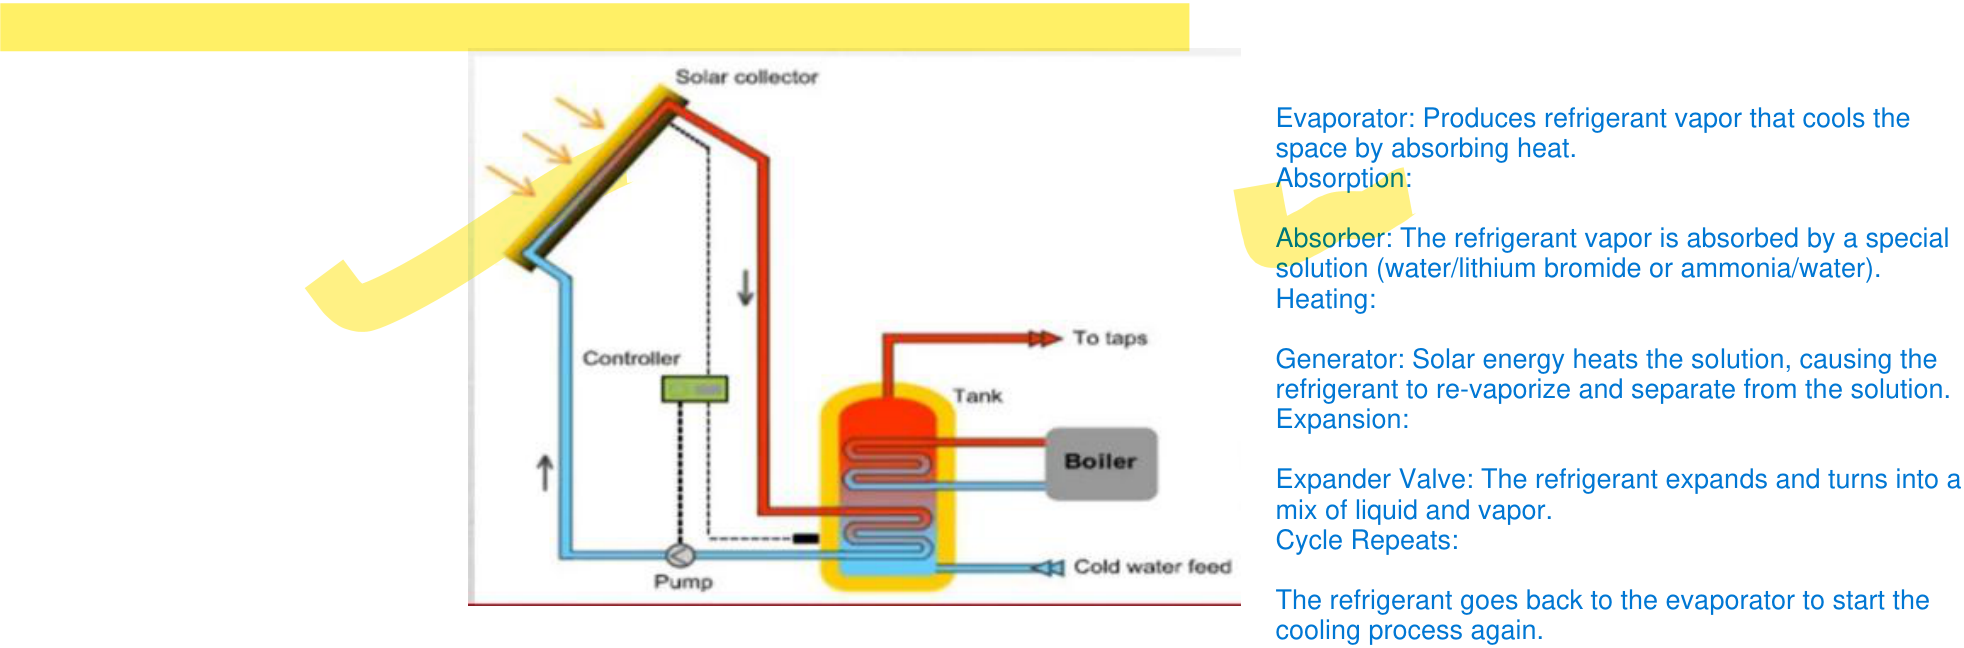 Solar collector
Controller
To taps
Tank
Boiler
Pump
Cold water feed
Evaporator: Produces refrigerant vapor that cools the
space by absorbing heat.
Absorption:
Absorber: The refrigerant vapor is absorbed by a special
solution (water/lithium bromide or ammonia/water).
Heating:
Generator: Solar energy heats the solution, causing the
refrigerant to re-vaporize and separate from the solution.
Expansion:
Expander Valve: The refrigerant expands and turns into a
mix of liquid and vapor.
Cycle Repeats:
The refrigerant goes back to the evaporator to start the
cooling process again.